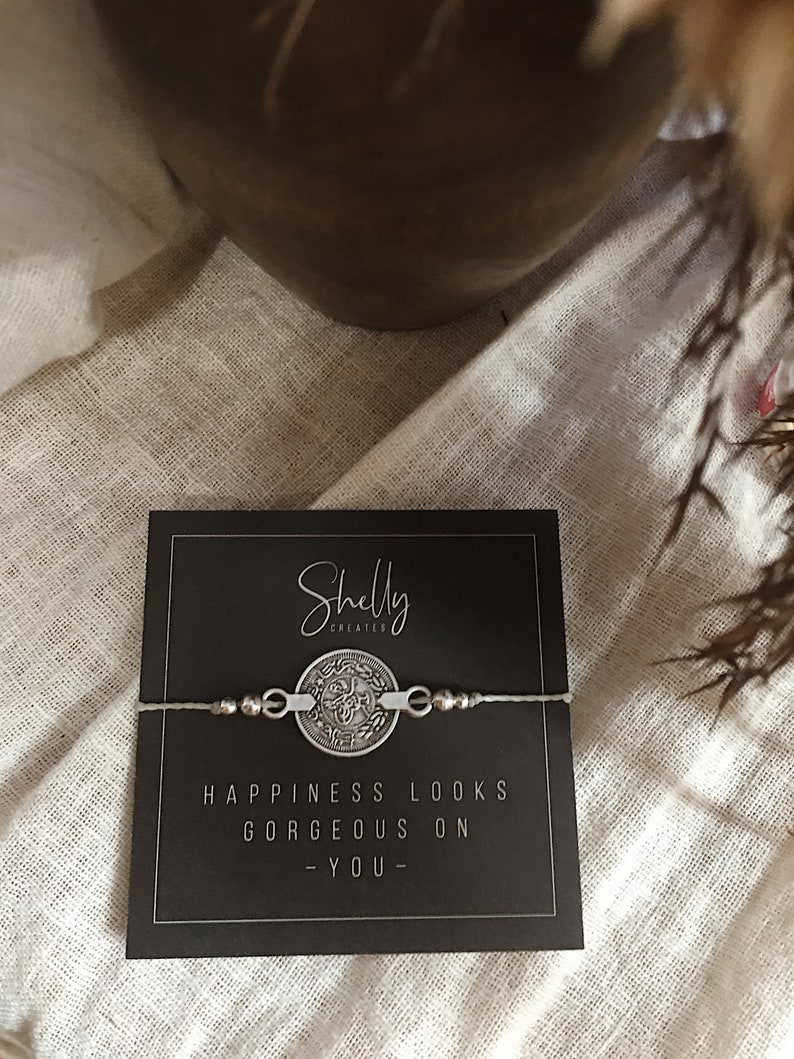 Shelly
CREATES
HAPPINESS LOOKS
GORGEOUS ON
-YOU-